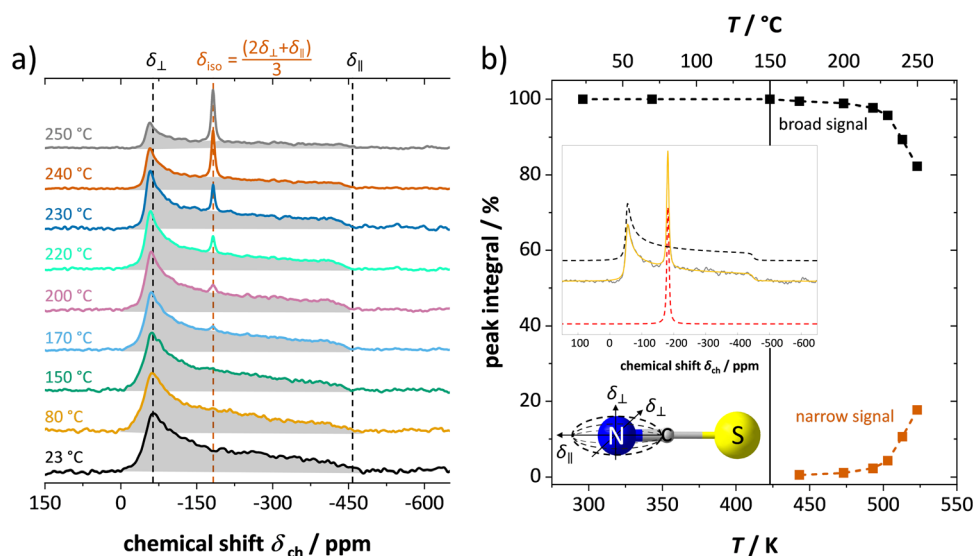 a)
δ⊥
δiso = (2δ⊥+δ∥)/3
δ∥
250 °C
240 °C
230 °C
220 °C
200 °C
170 °C
150 °C
80 °C
23 °C
150 0 -150 -300 -450 -600
chemical shift δch / ppm
b)
T / °C
50 100 150 200 250
100
80
60
40
20
0
peak integral / %
broad signal
100 0 -100 -200 -300 -400 -500 -600
chemical shift δch / ppm
narrow signal
δ⊥
δ⊥
δ∥
N
C
S
300 350 400 450 500 550
T / K